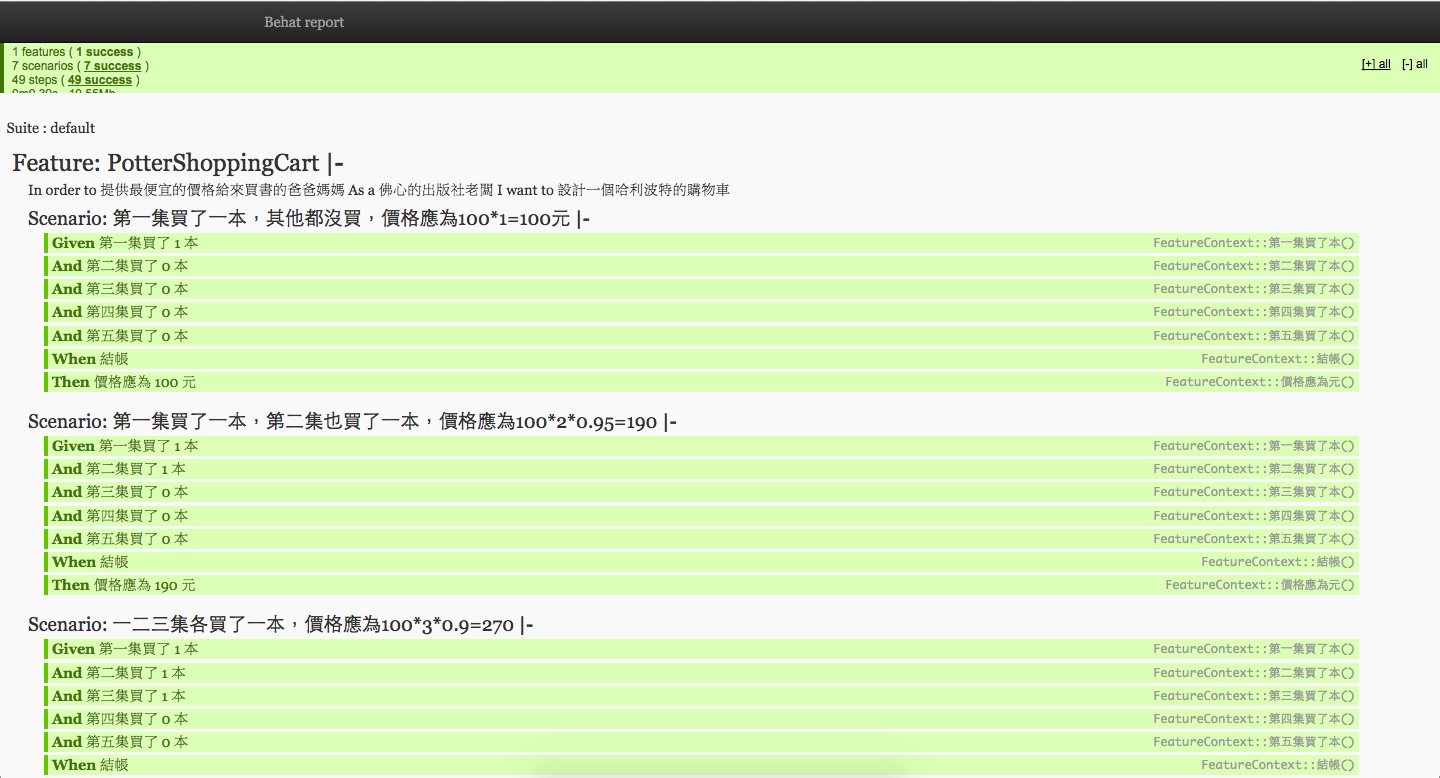 Behat report
1 features ( 1 success )
7 scenarios ( 7 success )
49 steps ( 49 success )
[+] all [-] all
Suite : default
Feature: PotterShoppingCart |-
In order to 提供最便宜的價格給來買書的爸爸媽媽 As a 佛心的出版社老闆 I want to 設計一個哈利波特的購物車
Scenario: 第一集買了一本，其他都沒買，價格應為100*1=100元 |-
Given 第一集買了 1 本 FeatureContext::第一集買了本()
And 第二集買了 0 本 FeatureContext::第二集買了本()
And 第三集買了 0 本 FeatureContext::第三集買了本()
And 第四集買了 0 本 FeatureContext::第四集買了本()
And 第五集買了 0 本 FeatureContext::第五集買了本()
When 結帳 FeatureContext::結帳()
Then 價格應為 100 元 FeatureContext::價格應為元()
Scenario: 第一集買了一本，第二集也買了一本，價格應為100*2*0.95=190 |-
Given 第一集買了 1 本 FeatureContext::第一集買了本()
And 第二集買了 1 本 FeatureContext::第二集買了本()
And 第三集買了 0 本 FeatureContext::第三集買了本()
And 第四集買了 0 本 FeatureContext::第四集買了本()
And 第五集買了 0 本 FeatureContext::第五集買了本()
When 結帳 FeatureContext::結帳()
Then 價格應為 190 元 FeatureContext::價格應為元()
Scenario: 一二三集各買了一本，價格應為100*3*0.9=270 |-
Given 第一集買了 1 本 FeatureContext::第一集買了本()
And 第二集買了 1 本 FeatureContext::第二集買了本()
And 第三集買了 1 本 FeatureContext::第三集買了本()
And 第四集買了 0 本 FeatureContext::第四集買了本()
And 第五集買了 0 本 FeatureContext::第五集買了本()
When 結帳 FeatureContext::結帳()